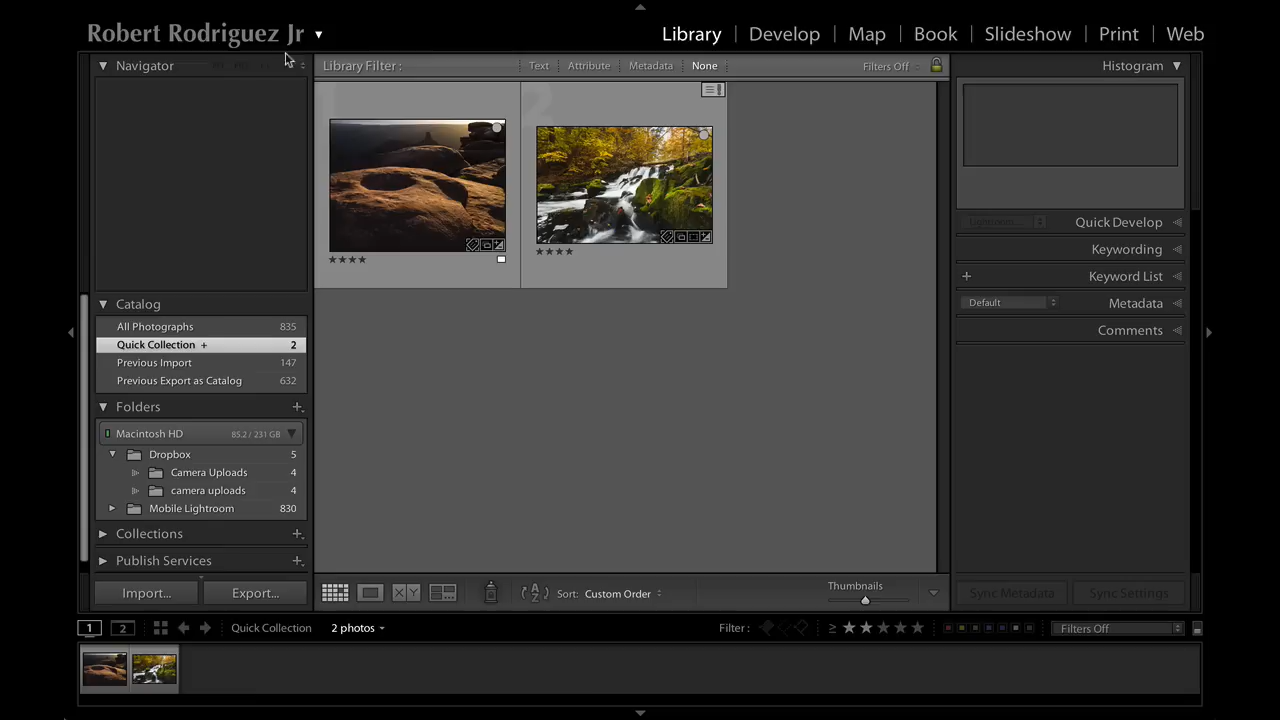 Robert Rodriguez Jr
Library | Develop | Map | Book | Slideshow | Print | Web
Navigator
Library Filter :
Text
Attribute
Metadata
None
Filters Off
Histogram
Quick Develop
Keywording
Keyword List
Default
Metadata
Comments
Catalog
All Photographs 835
Quick Collection + 2
Previous Import 147
Previous Export as Catalog 632
Folders
Macintosh HD 85.2 / 231 GB
Dropbox 5
Camera Uploads 4
camera uploads 4
Mobile Lightroom 830
Collections
Publish Services
Import...
Export...
XY
AZ
Sort: Custom Order
Thumbnails
Sync Metadata
Sync Settings
1
2
Quick Collection
2 photos
Filter :
Filters Off